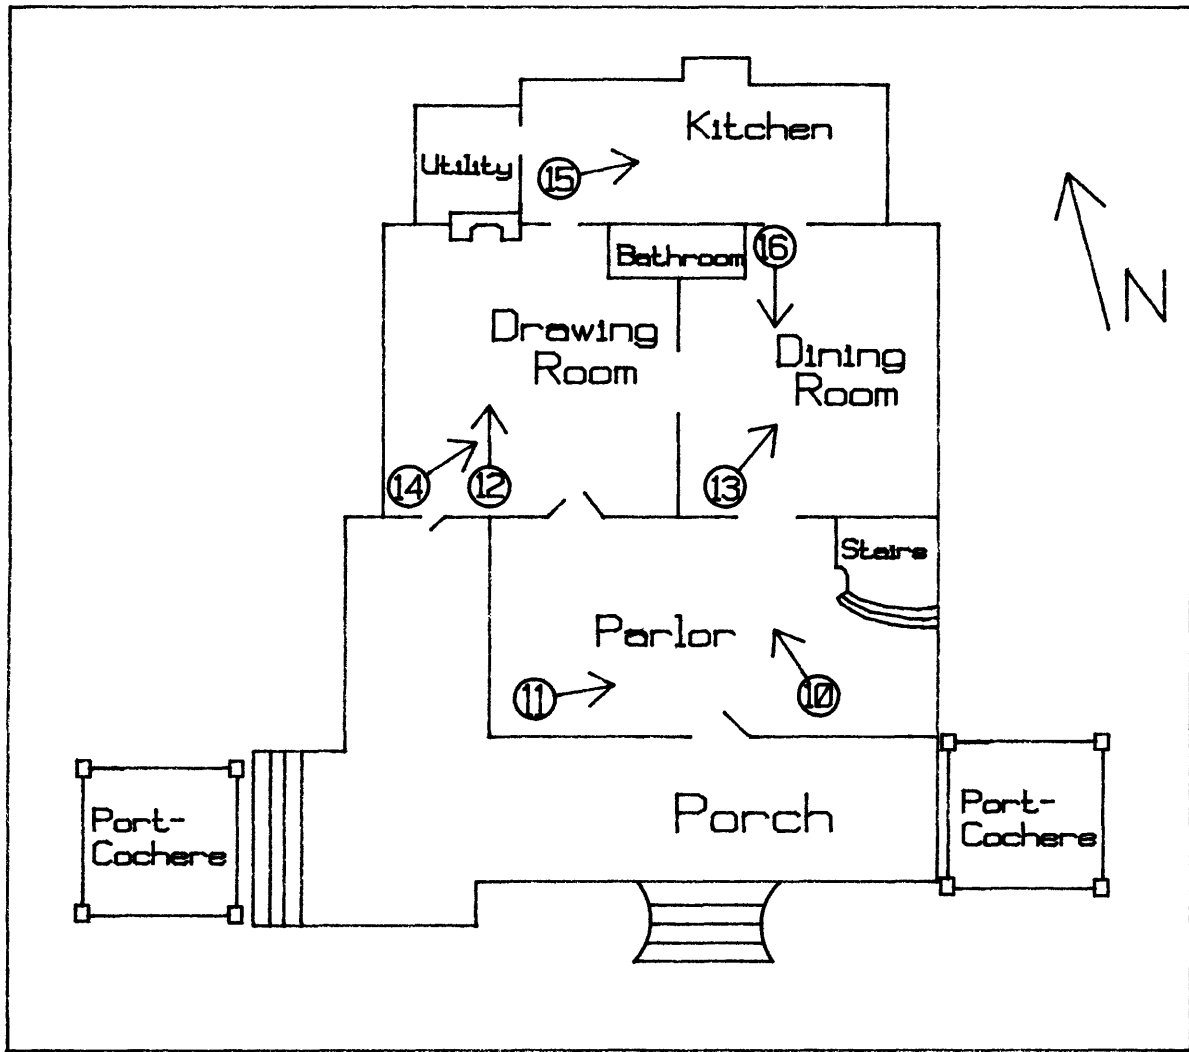 Kitchen
Utility
15
Bathroom
16
N
Drawing
Room
Dining
Room
14
12
13
Stairs
Parlor
11
10
Port-
Cochere
Porch
Port-
Cochere